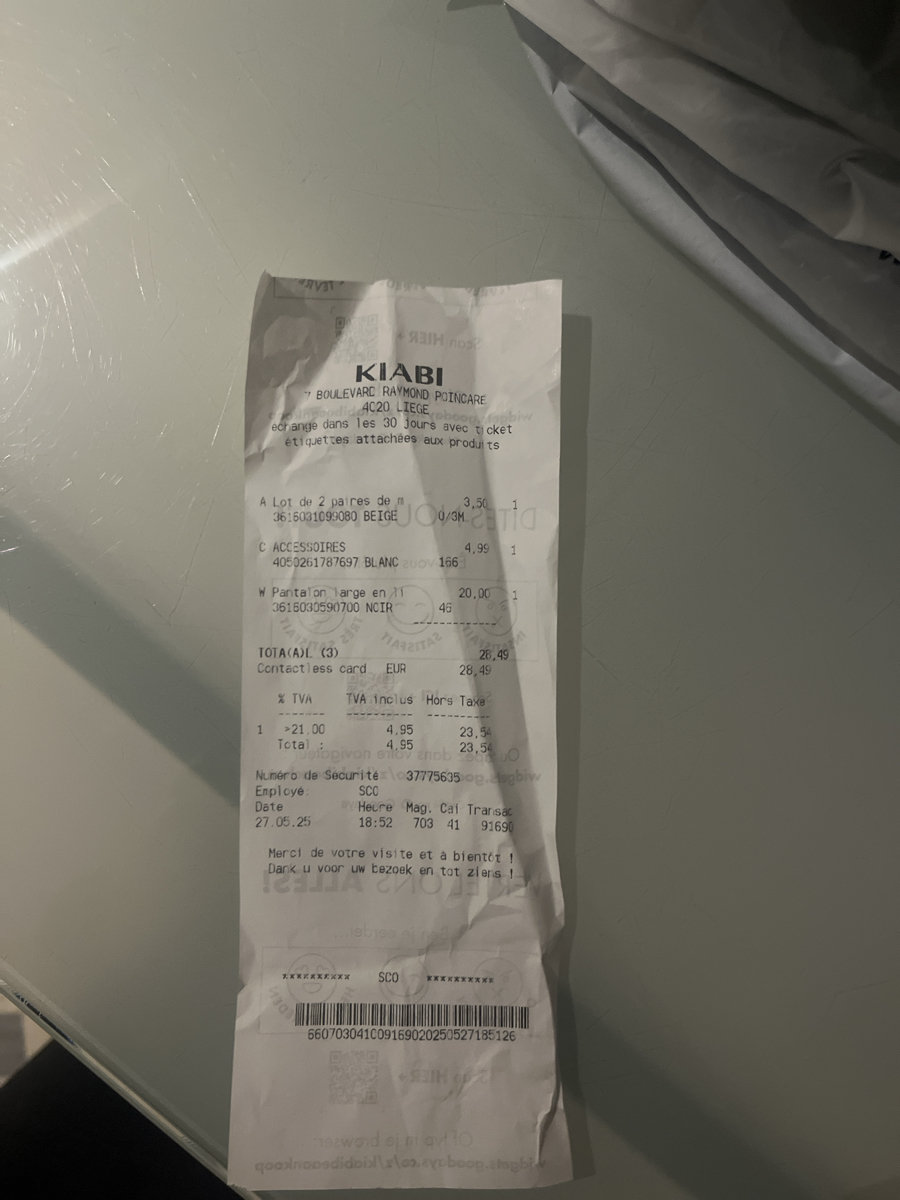 KIABI
7 BOULEVARD RAYMOND POINCARE
4020 LIEGE
échange dans les 30 jours avec ticket
étiquettes attachées aux produits
A Lot de 2 paires de m 3,50 1
3616031099080 BEIGE 0/3M
C ACCESSOIRES 4,99 1
4050261787697 BLANC 166
W Pantalon large en li 20,00 1
3616030590700 NOIR 46
TOTA(A)L (3) 28,49
Contactless card EUR 28,49
% TVA TVA inclus Hors Taxe
1 >21.00 4,95 23,54
Total : 4,95 23,54
Numéro de Sécurité 37775635
Employé: SCO
Date Heure Mag. Cai Transac
27.05.25 18:52 703 41 91690
Merci de votre visite et à bientôt !
Dank u voor uw bezoek en tot ziens !
********** SCO **********
660703041009169020250527185126